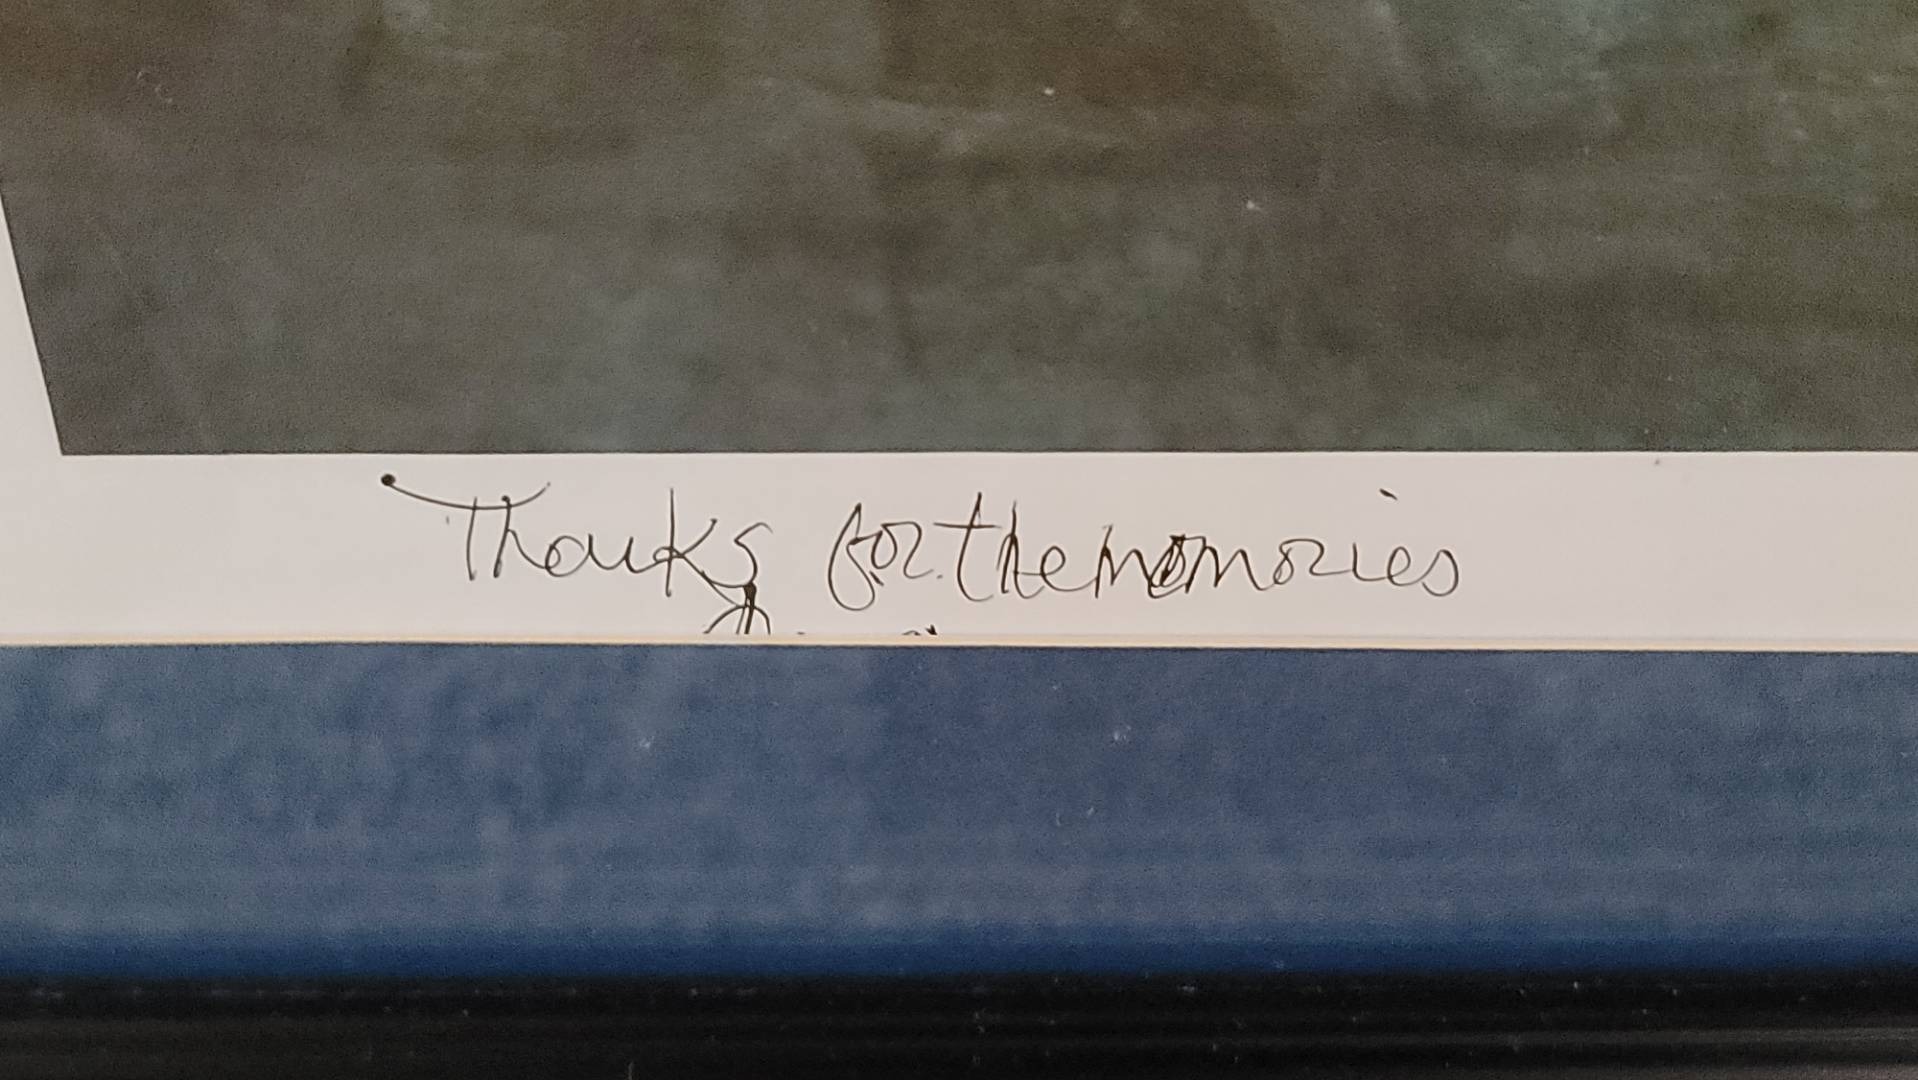 Thanks for the memories